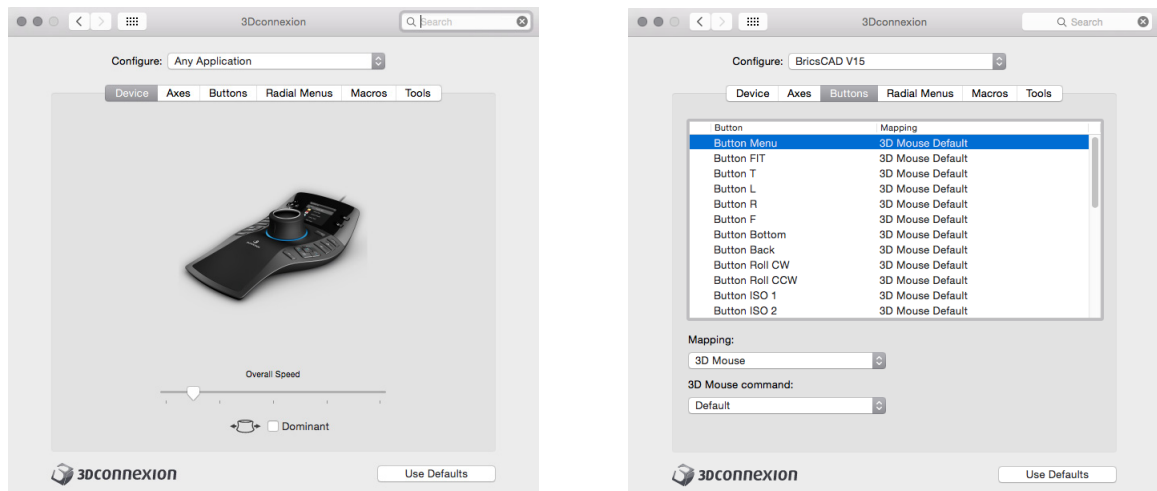 3Dconnexion
Search
Configure: Any Application
Device Axes Buttons Radial Menus Macros Tools
Overall Speed
Dominant
3Dconnexion
Use Defaults
3Dconnexion
Search
Configure: BricsCAD V15
Device Axes Buttons Radial Menus Macros Tools
Button Mapping
Button Menu 3D Mouse Default
Button FIT 3D Mouse Default
Button T 3D Mouse Default
Button L 3D Mouse Default
Button R 3D Mouse Default
Button F 3D Mouse Default
Button Bottom 3D Mouse Default
Button Back 3D Mouse Default
Button Roll CW 3D Mouse Default
Button Roll CCW 3D Mouse Default
Button ISO 1 3D Mouse Default
Button ISO 2 3D Mouse Default
Mapping:
3D Mouse
3D Mouse command:
Default
3Dconnexion
Use Defaults